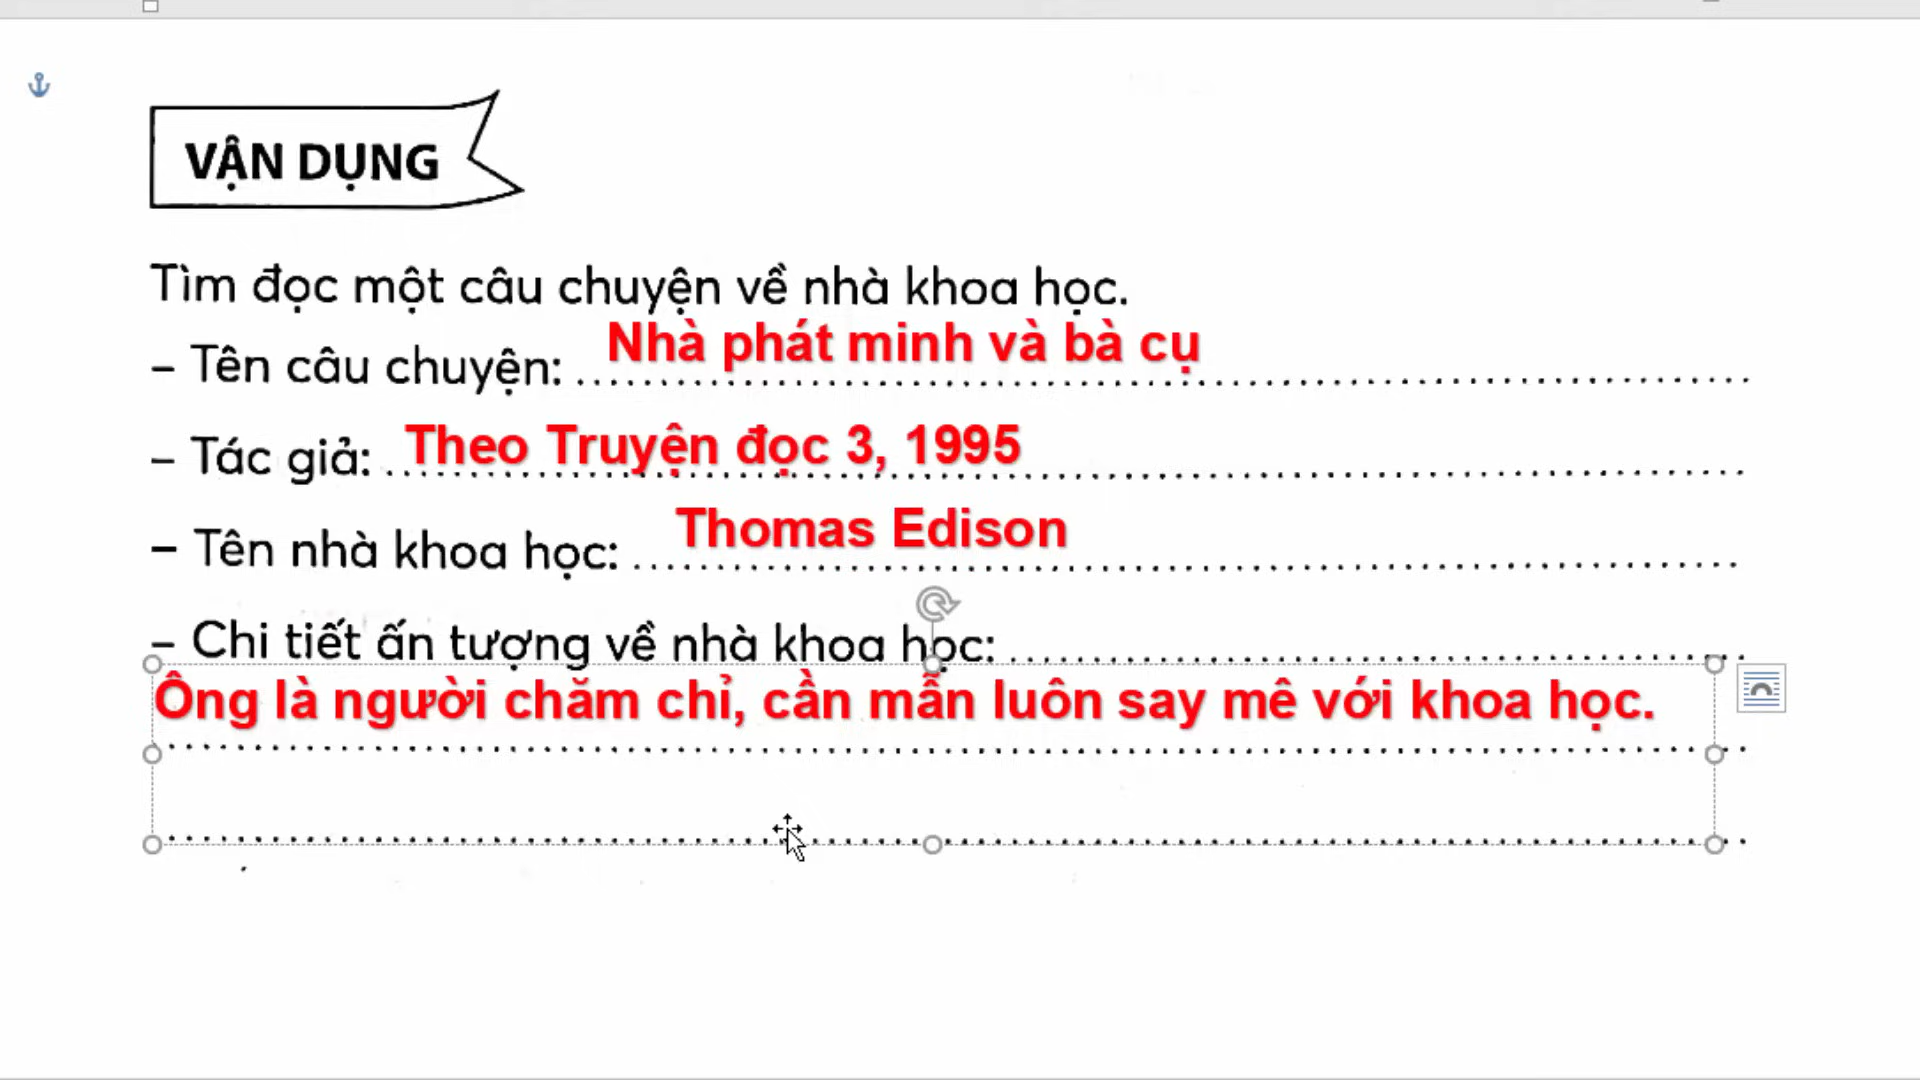 VẬN DỤNG
Tìm đọc một câu chuyện về nhà khoa học.
– Tên câu chuyện: Nhà phát minh và bà cụ
– Tác giả: Theo Truyện đọc 3, 1995
– Tên nhà khoa học: Thomas Edison
– Chi tiết ấn tượng về nhà khoa học:
Ông là người chăm chỉ, cần mẫn luôn say mê với khoa học.